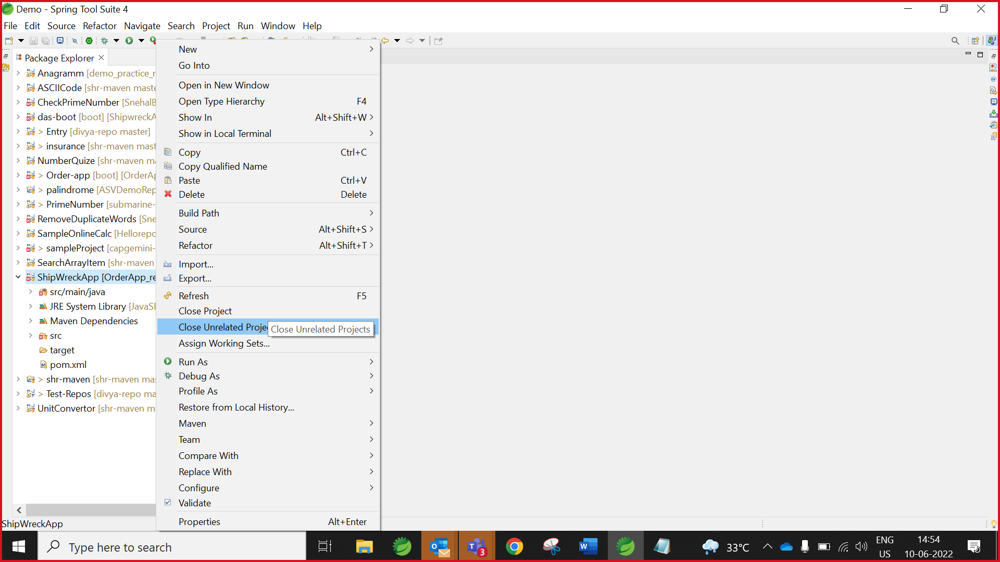 Demo - Spring Tool Suite 4
File Edit Source Refactor Navigate Search Project Run Window Help
Package Explorer
Anagramm [demo_practice_r
ASCIICode [shr-maven maste
CheckPrimeNumber [SnehalB
das-boot [boot] [ShipwreckA
> Entry [divya-repo master]
> insurance [shr-maven mast
NumberQuize [shr-maven ma
> Order-app [boot] [OrderAp
> palindrome [ASVDemoRep
> PrimeNumber [submarine-
RemoveDuplicateWords [Sne
SampleOnlineCalc [Hellorepo
> sampleProject [capgemini-
SearchArrayItem [shr-maven
ShipWreckApp [OrderApp_re
src/main/java
JRE System Library [JavaSE
Maven Dependencies
src
target
pom.xml
> shr-maven [shr-maven mas
> Test-Repos [divya-repo ma
UnitConvertor [shr-maven m
New
Go Into
Open in New Window
Open Type Hierarchy F4
Show In Alt+Shift+W
Show in Local Terminal
Copy Ctrl+C
Copy Qualified Name
Paste Ctrl+V
Delete Delete
Build Path
Source Alt+Shift+S
Refactor Alt+Shift+T
Import...
Export...
Refresh F5
Close Project
Close Unrelated Projec
Close Unrelated Projects
Assign Working Sets...
Run As
Debug As
Profile As
Restore from Local History...
Maven
Team
Compare With
Replace With
Configure
Validate
Properties Alt+Enter
ShipWreckApp
Type here to search
3
33°C
ENG
US
14:54
10-06-2022